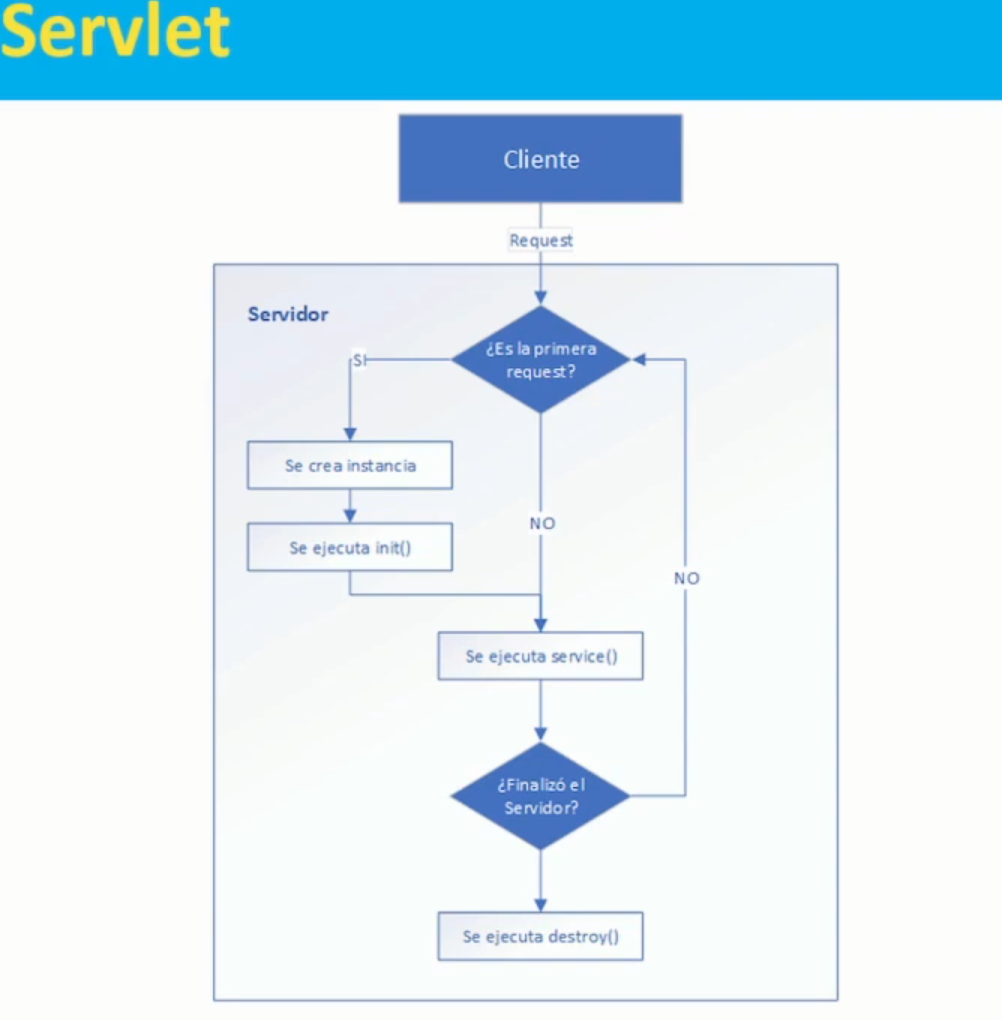 Servlet
Cliente
Request
Servidor
¿Es la primera
request?
SI
Se crea instancia
Se ejecuta init()
NO
NO
Se ejecuta service()
¿Finalizó el
Servidor?
Se ejecuta destroy()